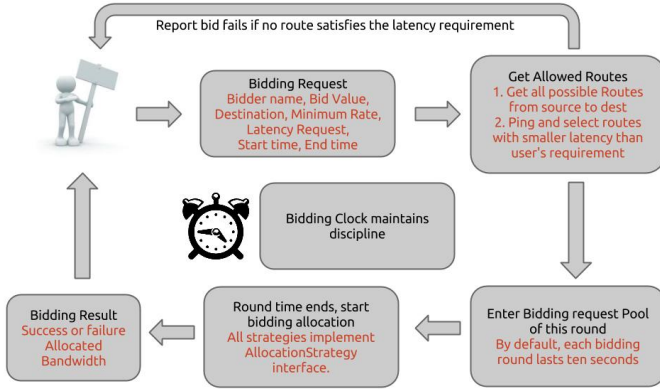 Report bid fails if no route satisfies the latency requirement
Bidding Request
Bidder name, Bid Value,
Destination, Minimum Rate,
Latency Request,
Start time, End time
Get Allowed Routes
1. Get all possible Routes
from source to dest
2. Ping and select routes
with smaller latency than
user's requirement
Bidding Clock maintains
discipline
Bidding Result
Success or failure
Allocated
Bandwidth
Round time ends, start
bidding allocation
All strategies implement
AllocationStrategy
interface.
Enter Bidding request Pool
of this round
By default, each bidding
round lasts ten seconds